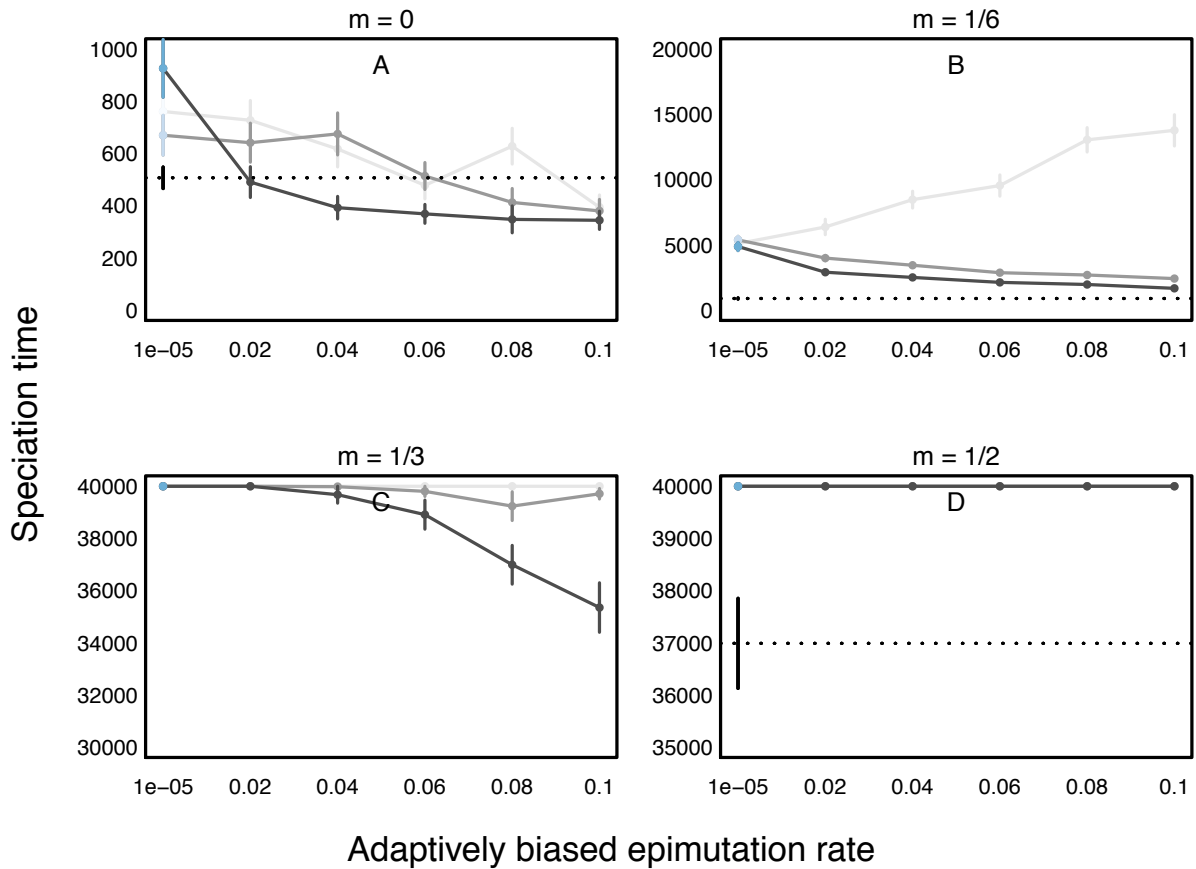 m = 0
A
1000
800
600
400
200
0
1e−05 0.02 0.04 0.06 0.08 0.1
m = 1/6
B
20000
15000
10000
5000
0
1e−05 0.02 0.04 0.06 0.08 0.1
Speciation time
m = 1/3
C
40000
38000
36000
34000
32000
30000
1e−05 0.02 0.04 0.06 0.08 0.1
m = 1/2
D
40000
39000
38000
37000
36000
35000
1e−05 0.02 0.04 0.06 0.08 0.1
Adaptively biased epimutation rate